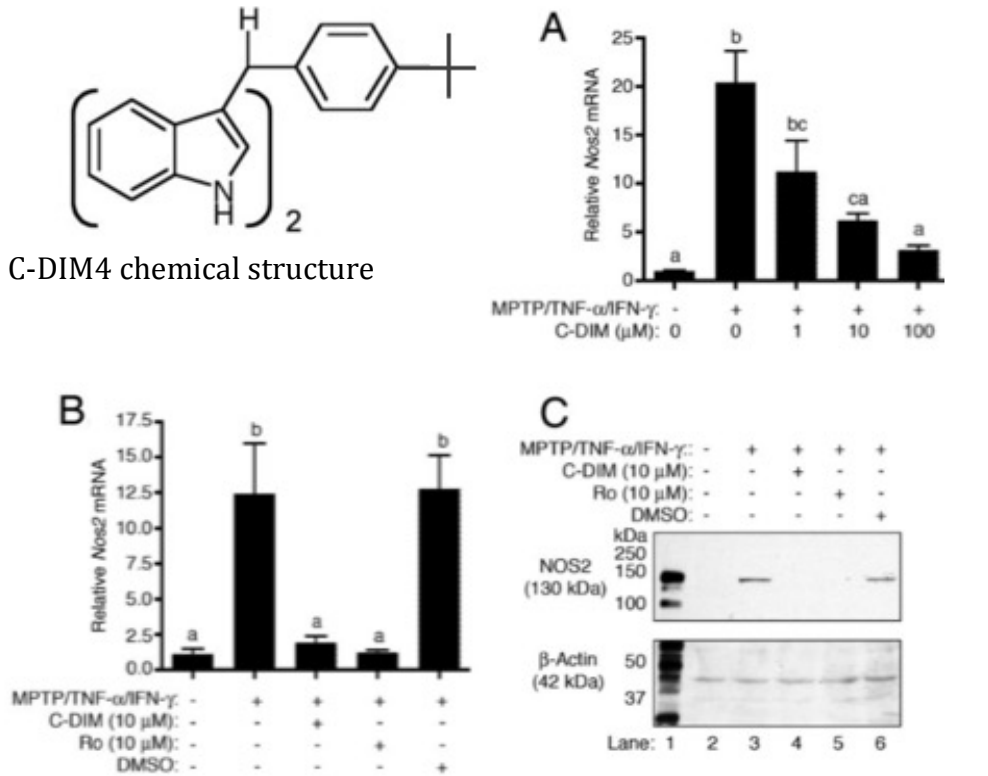 H
N
H
2
C-DIM4 chemical structure
A
Relative Nos2 mRNA
25
20
15
10
5
0
a
b
bc
ca
a
MPTP/TNF-α/IFN-γ: - + + + +
C-DIM (μM): 0 0 1 10 100
B
Relative Nos2 mRNA
17.5
15.0
12.5
10.0
7.5
5.0
2.5
0.0
a
b
a
a
b
MPTP/TNF-α/IFN-γ: - + + + +
C-DIM (10 μM): - - + - -
Ro (10 μM): - - - + -
DMSO: - - - - +
C
MPTP/TNF-α/IFN-γ: - + + + +
C-DIM (10 μM): - - + - -
Ro (10 μM): - - - + -
DMSO: - - - - +
kDa
250
150
100
NOS2
(130 kDa)
β-Actin
(42 kDa)
50
37
Lane: 1 2 3 4 5 6